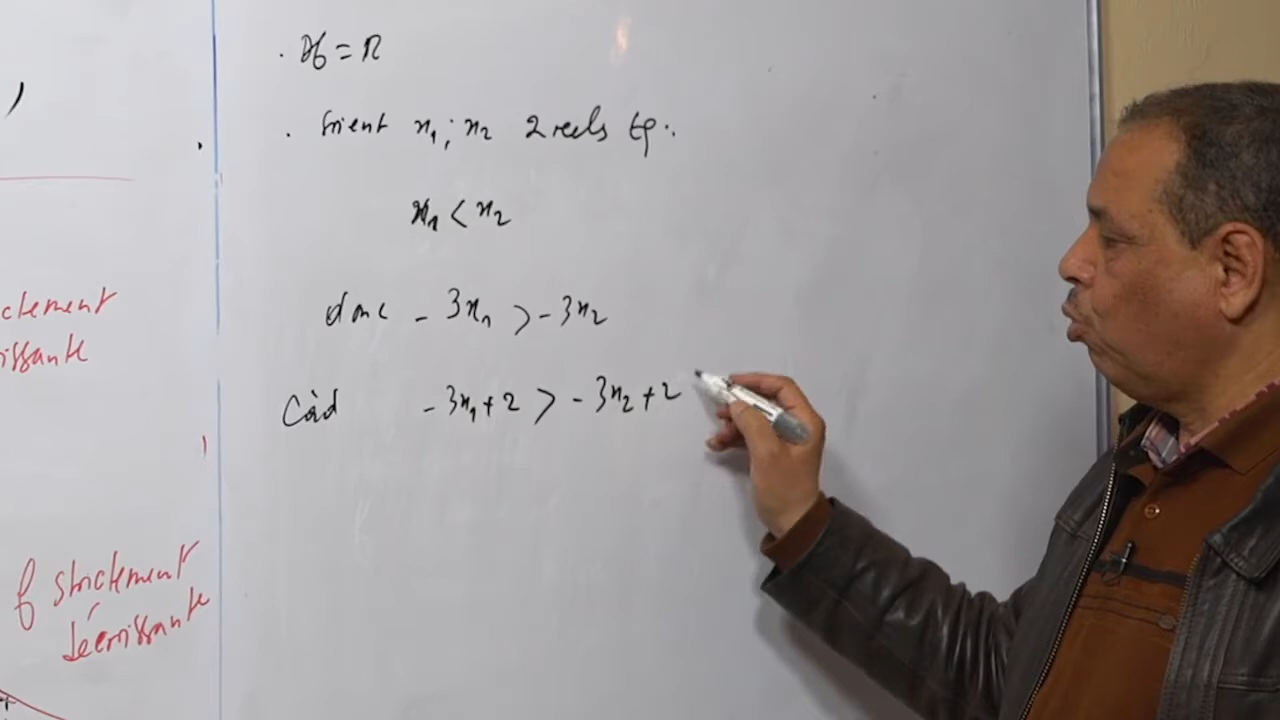 . Df = R
. Soient x1 ; x2 2 reels tq :
x1 < x2
donc - 3x1 > - 3x2
Càd - 3x1 + 2 > - 3x2 + 2
ctement
issante
f strictement
décroissante